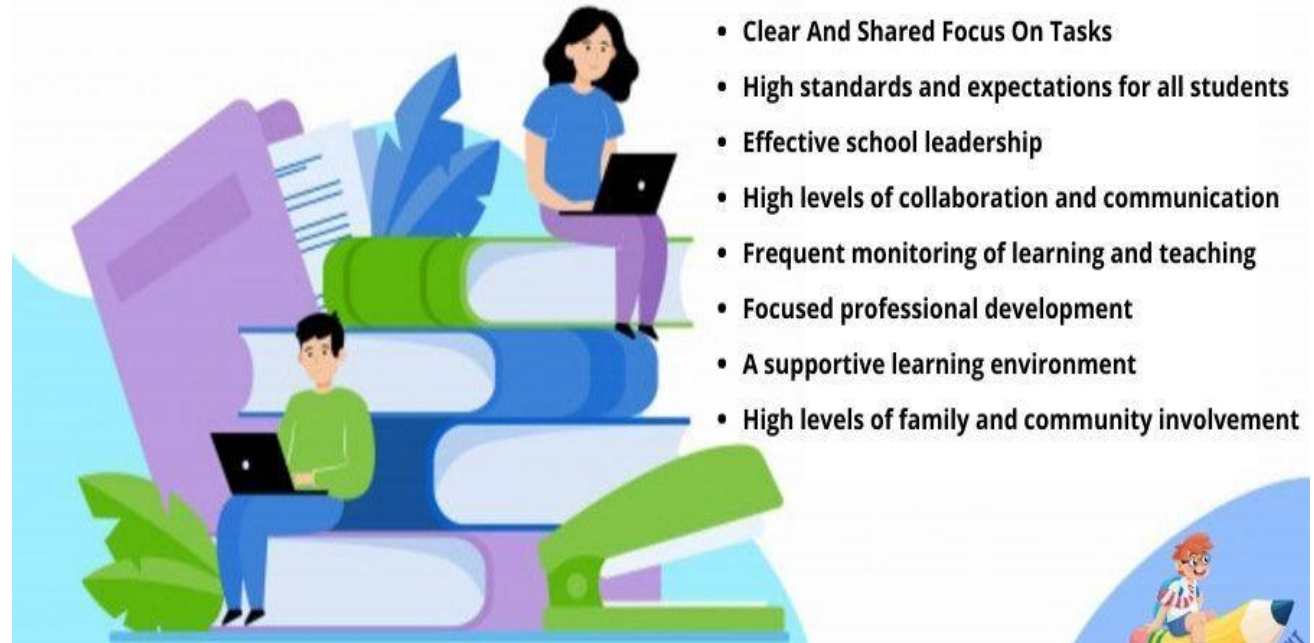 • Clear And Shared Focus On Tasks
• High standards and expectations for all students
• Effective school leadership
• High levels of collaboration and communication
• Frequent monitoring of learning and teaching
• Focused professional development
• A supportive learning environment
• High levels of family and community involvement